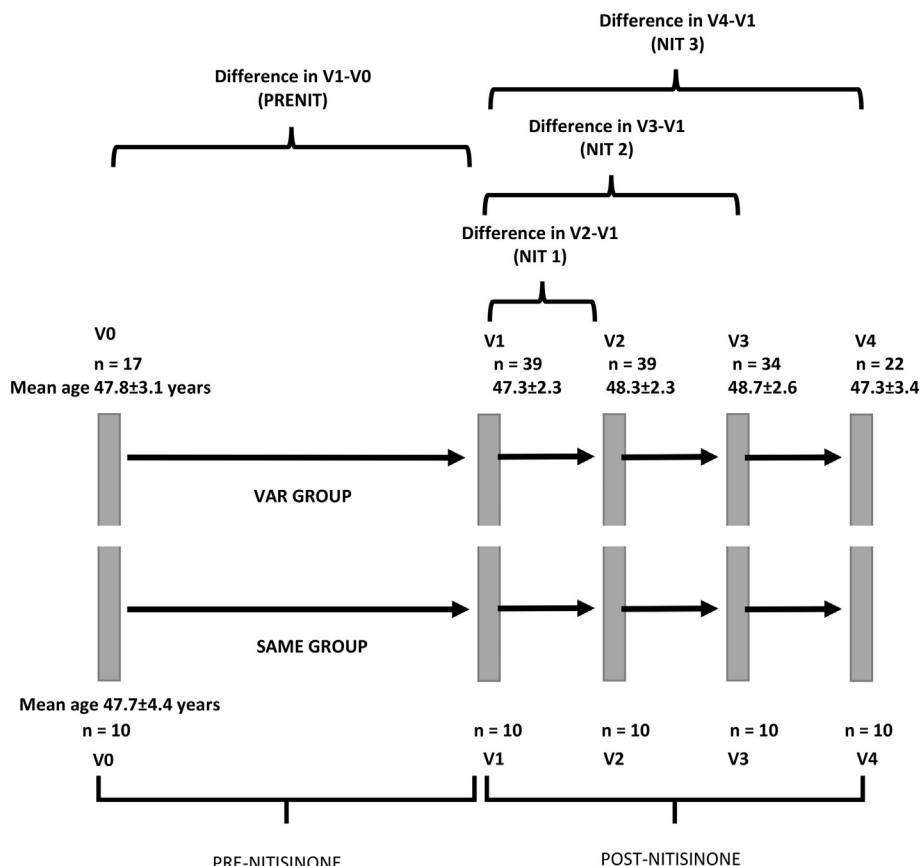 Difference in V4-V1
(NIT 3)
Difference in V1-V0
(PRENIT)
Difference in V3-V1
(NIT 2)
Difference in V2-V1
(NIT 1)
V0
V1
V2
V3
V4
n = 17
n = 39
n = 39
n = 34
n = 22
Mean age 47.8±3.1 years
47.3±2.3
48.3±2.3
48.7±2.6
47.3±3.4
VAR GROUP
SAME GROUP
Mean age 47.7±4.4 years
n = 10
n = 10
n = 10
n = 10
n = 10
V0
V1
V2
V3
V4
PRE-NITISINONE
POST-NITISINONE